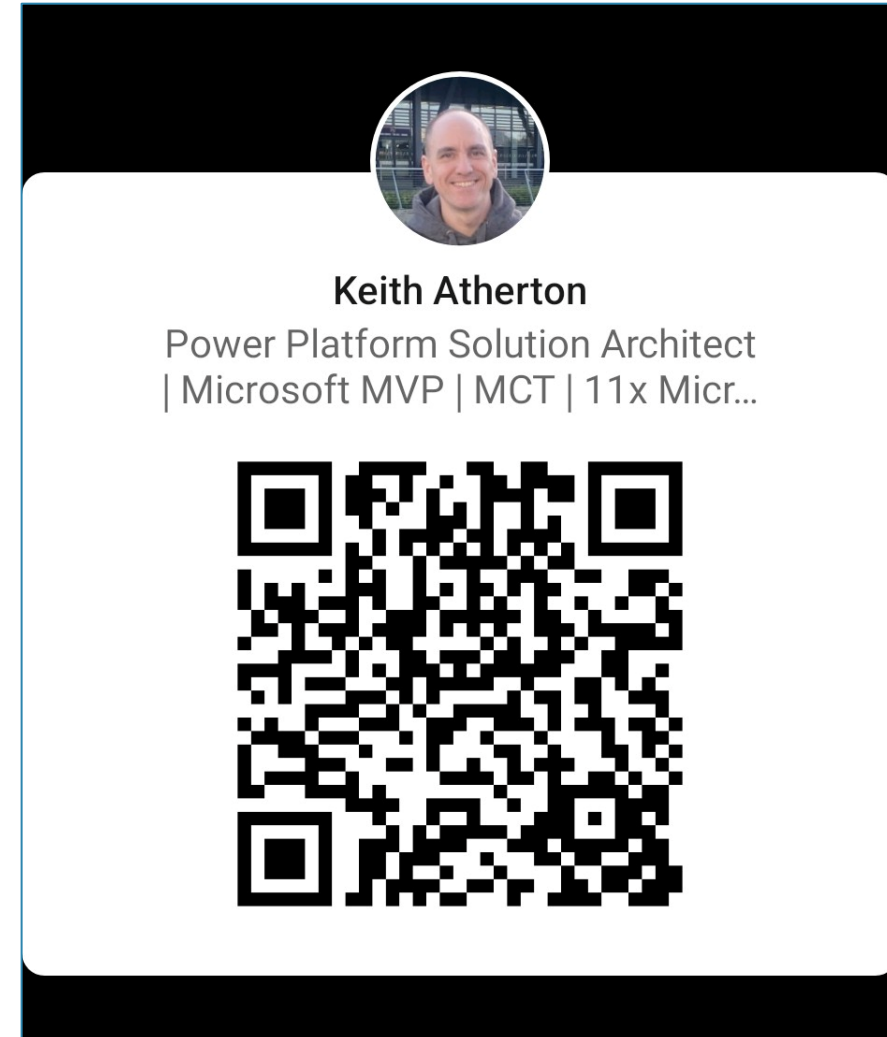 Keith Atherton
Power Platform Solution Architect
| Microsoft MVP | MCT | 11x Micr...